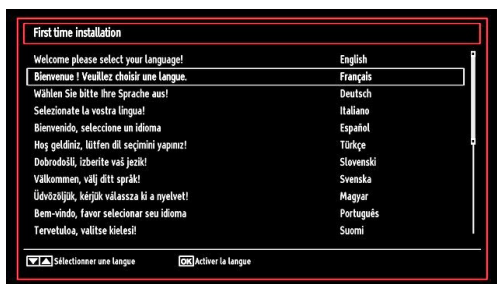 First time installation
Welcome please select your language! English
Bienvenue ! Veuillez choisir une langue. Français
Wählen Sie bitte Ihre Sprache aus! Deutsch
Selezionate la vostra lingua! Italiano
Bienvenido, seleccione un idioma Español
Hoş geldiniz, lütfen dil seçimini yapınız! Türkçe
Dobrodošli, izberite vaš jezik! Slovenski
Välkommen, välj ditt språk! Svenska
Üdvözöljük, kérjük válassza ki a nyelvet! Magyar
Bem-vindo, favor selecionar seu idioma Português
Tervetuloa, valitse kielesi! Suomi
Sélectionner une langue OK Activer la langue